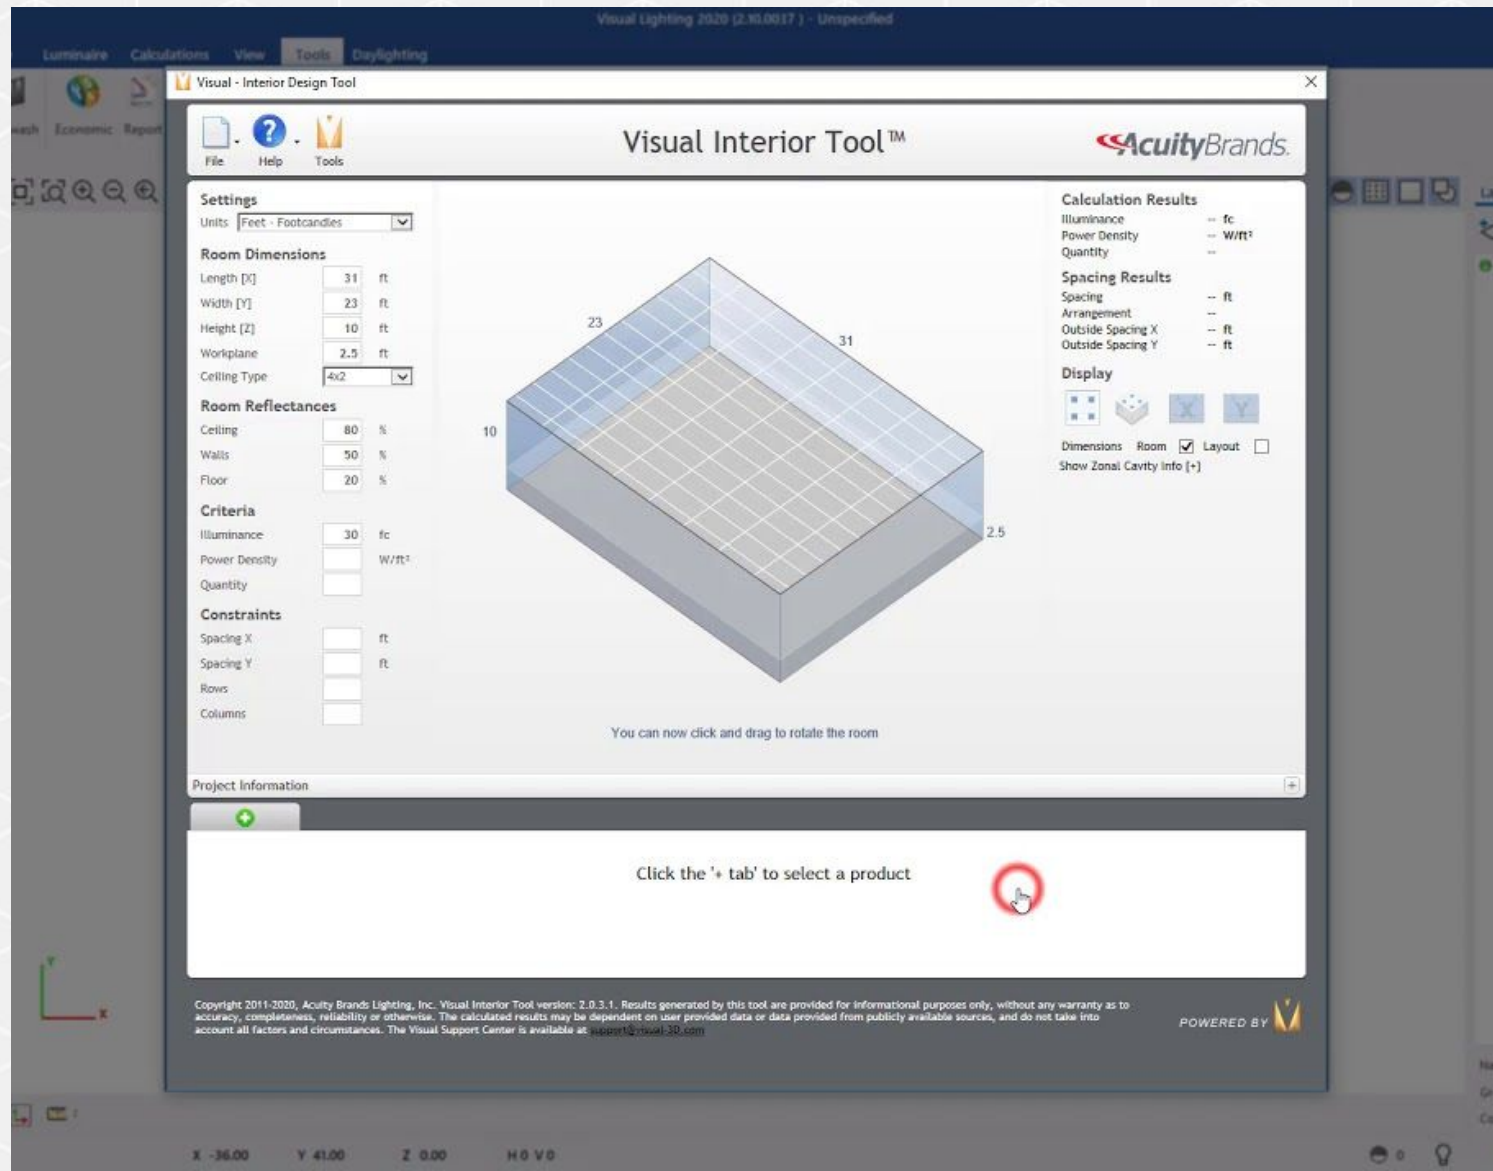 Visual Lighting 2020 (2.10.0017 ) - Unspecified
Luminaire Calculations View Tools Daylighting
Economic Report
Visual - Interior Design Tool
File Help Tools
Visual Interior Tool™
AcuityBrands.
Settings
Units Feet - Footcandles
Room Dimensions
Length [X] 31 ft
Width [Y] 23 ft
Height [Z] 10 ft
Workplane 2.5 ft
Ceiling Type 4x2
Room Reflectances
Ceiling 80 %
Walls 50 %
Floor 20 %
Criteria
Illuminance 30 fc
Power Density W/ft²
Quantity
Constraints
Spacing X ft
Spacing Y ft
Rows
Columns
23
31
10
2.5
You can now click and drag to rotate the room
Calculation Results
Illuminance -- fc
Power Density -- W/ft²
Quantity --
Spacing Results
Spacing -- ft
Arrangement --
Outside Spacing X -- ft
Outside Spacing Y -- ft
Display
X Y
Dimensions Room Layout
Show Zonal Cavity Info [+]
Project Information
Click the '+ tab' to select a product
Copyright 2011-2020, Acuity Brands Lighting, Inc. Visual Interior Tool version: 2.0.3.1. Results generated by this tool are provided for informational purposes only, without any warranty as to
accuracy, completeness, reliability or otherwise. The calculated results may be dependent on user provided data or data provided from publicly available sources, and do not take into
account all factors and circumstances. The Visual Support Center is available at support@visual-3D.com
POWERED BY
Y
X
X -36.00 Y 41.00 Z 0.00 H 0 V 0
0